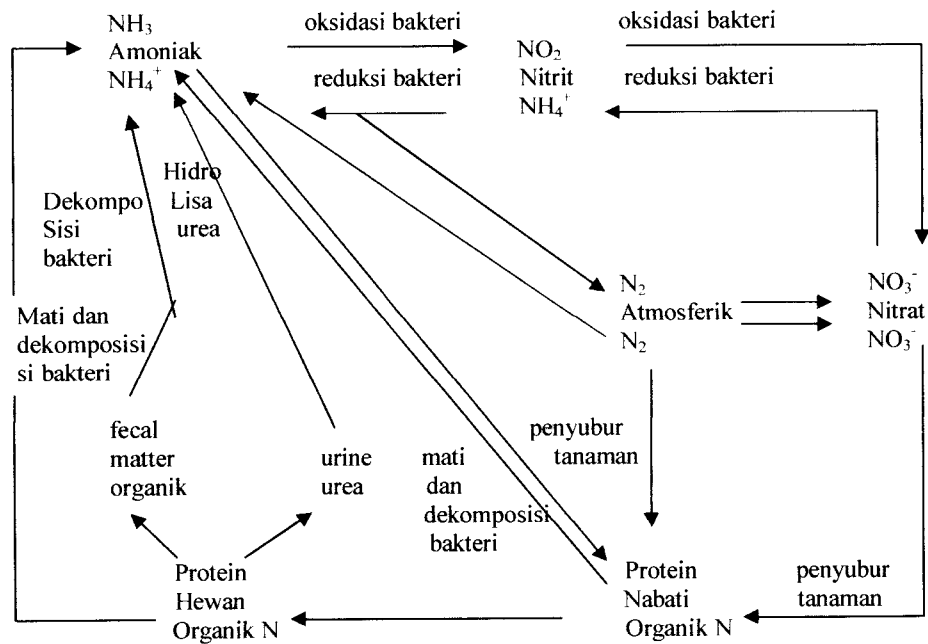 NH₃
Amoniak
NH₄⁺
oksidasi bakteri
reduksi bakteri
NO₂
Nitrit
NH₄⁺
oksidasi bakteri
reduksi bakteri
Hidro
Lisa
urea
Dekompo
Sisi
bakteri
N₂
Atmosferik
N₂
NO₃⁻
Nitrat
NO₃⁻
Mati dan
dekomposisi
si bakteri
fecal
matter
organik
urine
urea
mati
dan
dekomposisi
bakteri
penyubur
tanaman
Protein
Hewan
Organik N
Protein
Nabati
Organik N
penyubur
tanaman